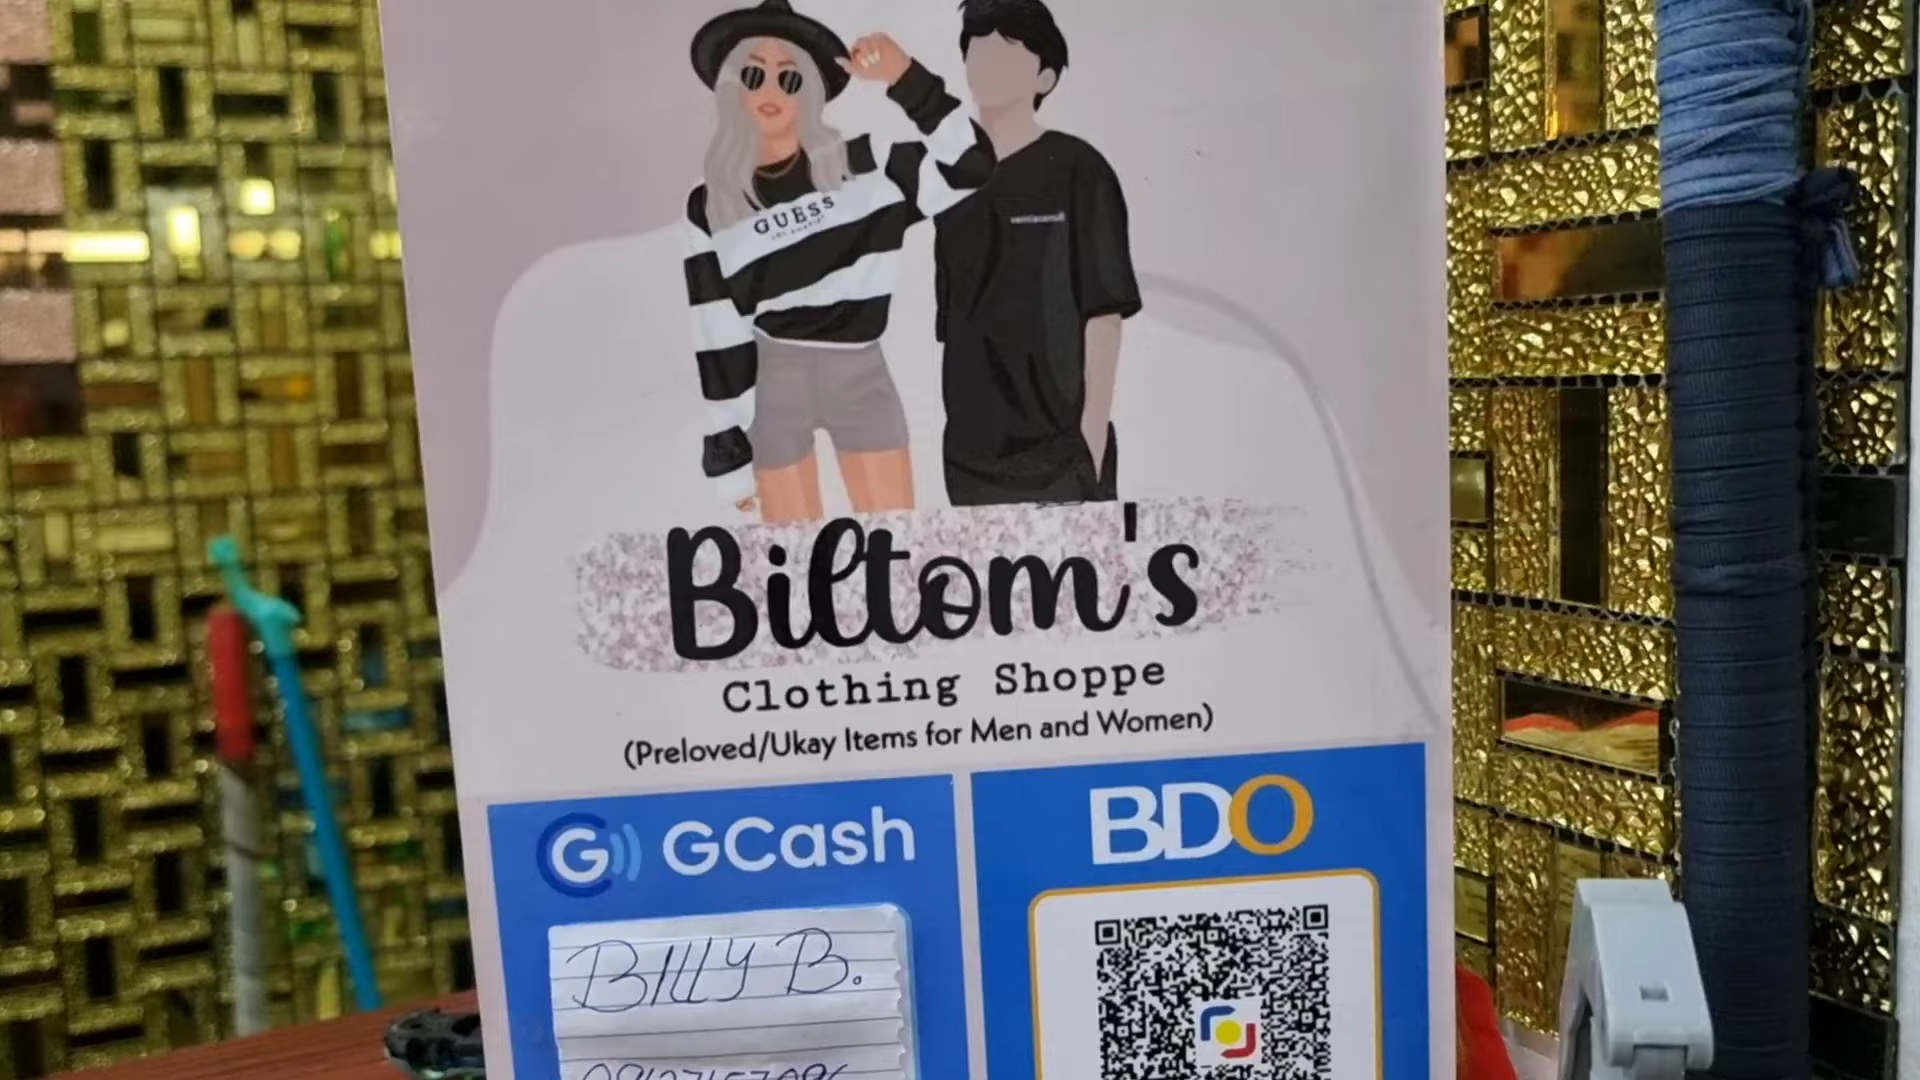 GUESS
Biltom's
Clothing Shoppe
(Preloved/Ukay Items for Men and Women)
G GCash
BDO
BILLY B.